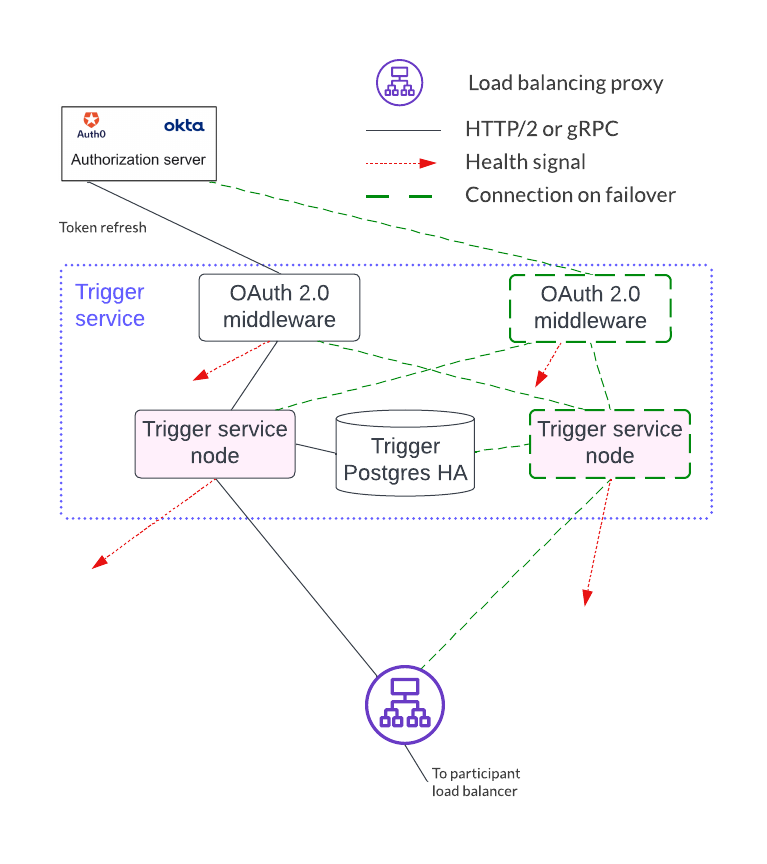 Load balancing proxy
HTTP/2 or gRPC
Health signal
Connection on failover
Auth0
okta
Authorization server
Token refresh
Trigger
service
OAuth 2.0
middleware
OAuth 2.0
middleware
Trigger service
node
Trigger
Postgres HA
Trigger service
node
To participant
load balancer